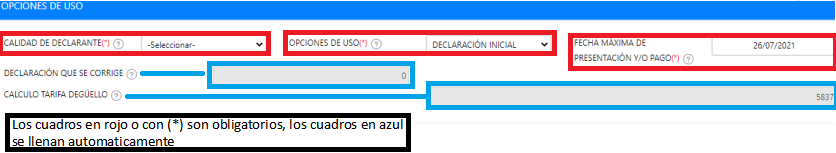 OPCIONES DE USO
CALIDAD DE DECLARANTE(*) ? -Seleccionar- OPCIONES DE USO(*) ? DECLARACIÓN INICIAL FECHA MÁXIMA DE PRESENTACIÓN Y/O PAGO(*) ? 26/07/2021
DECLARACIÓN QUE SE CORRIGE ? 0
CALCULO TARIFA DEGÜELLO ? 5837
Los cuadros en rojo o con (*) son obligatorios, los cuadros en azul
se llenan automaticamente